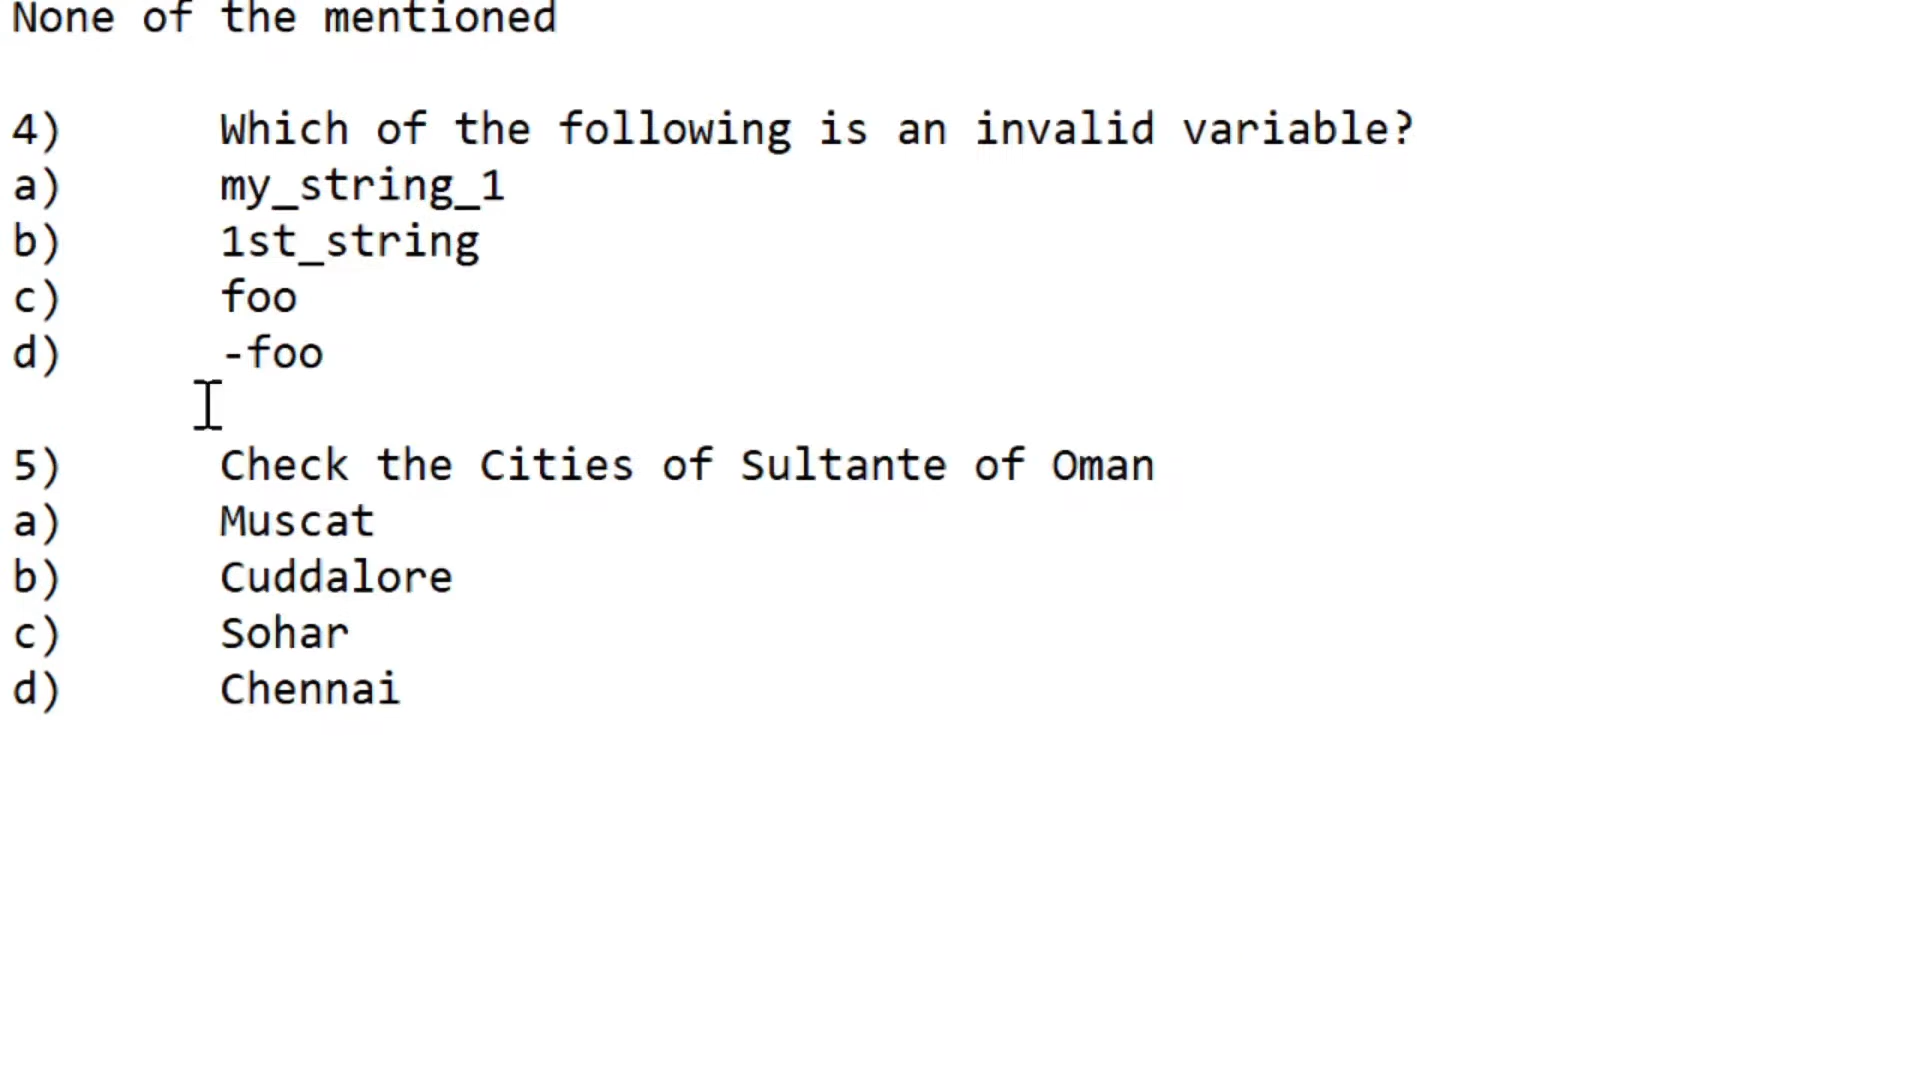 None of the mentioned
4) Which of the following is an invalid variable?
a) my_string_1
b) 1st_string
c) foo
d) -foo
5) Check the Cities of Sultante of Oman
a) Muscat
b) Cuddalore
c) Sohar
d) Chennai